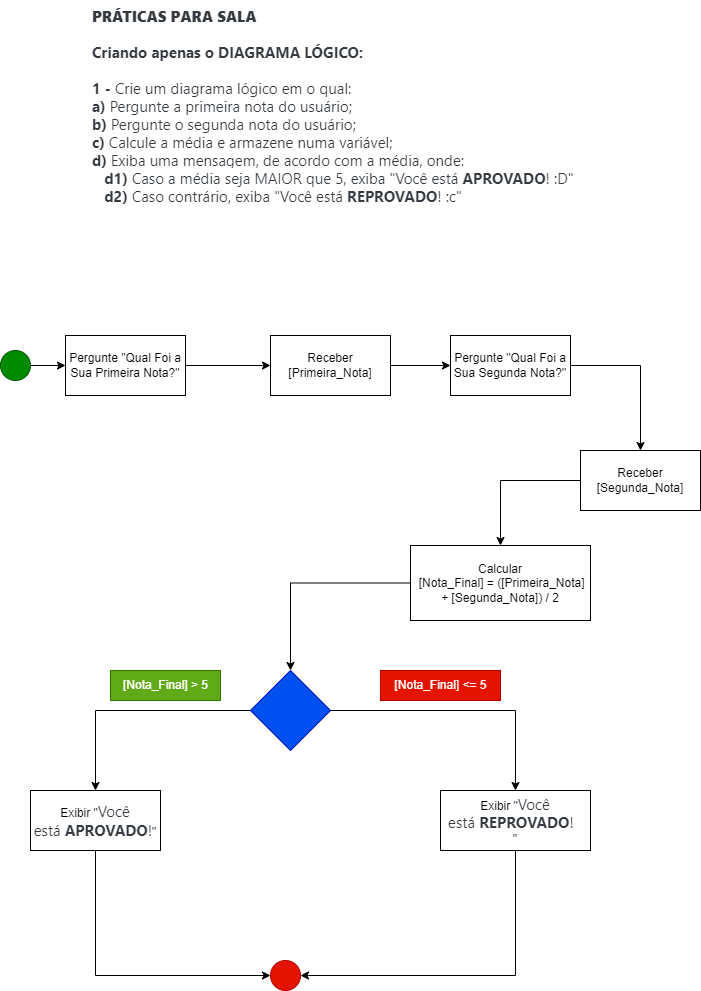 PRÁTICAS PARA SALA
Criando apenas o DIAGRAMA LÓGICO:
1 - Crie um diagrama lógico em o qual:
a) Pergunte a primeira nota do usuário;
b) Pergunte o segunda nota do usuário;
c) Calcule a média e armazene numa variável;
d) Exiba uma mensagem, de acordo com a média, onde:
d1) Caso a média seja MAIOR que 5, exiba "Você está APROVADO! :D"
d2) Caso contrário, exiba "Você está REPROVADO! :c"
Pergunte "Qual Foi a
Sua Primeira Nota?"
Receber
[Primeira_Nota]
Pergunte "Qual Foi a
Sua Segunda Nota?"
Receber
[Segunda_Nota]
Calcular
[Nota_Final] = ([Primeira_Nota]
+ [Segunda_Nota]) / 2
[Nota_Final] > 5
[Nota_Final] <= 5
Exibir "Você
está APROVADO!"
Exibir "Você
está REPROVADO!
"